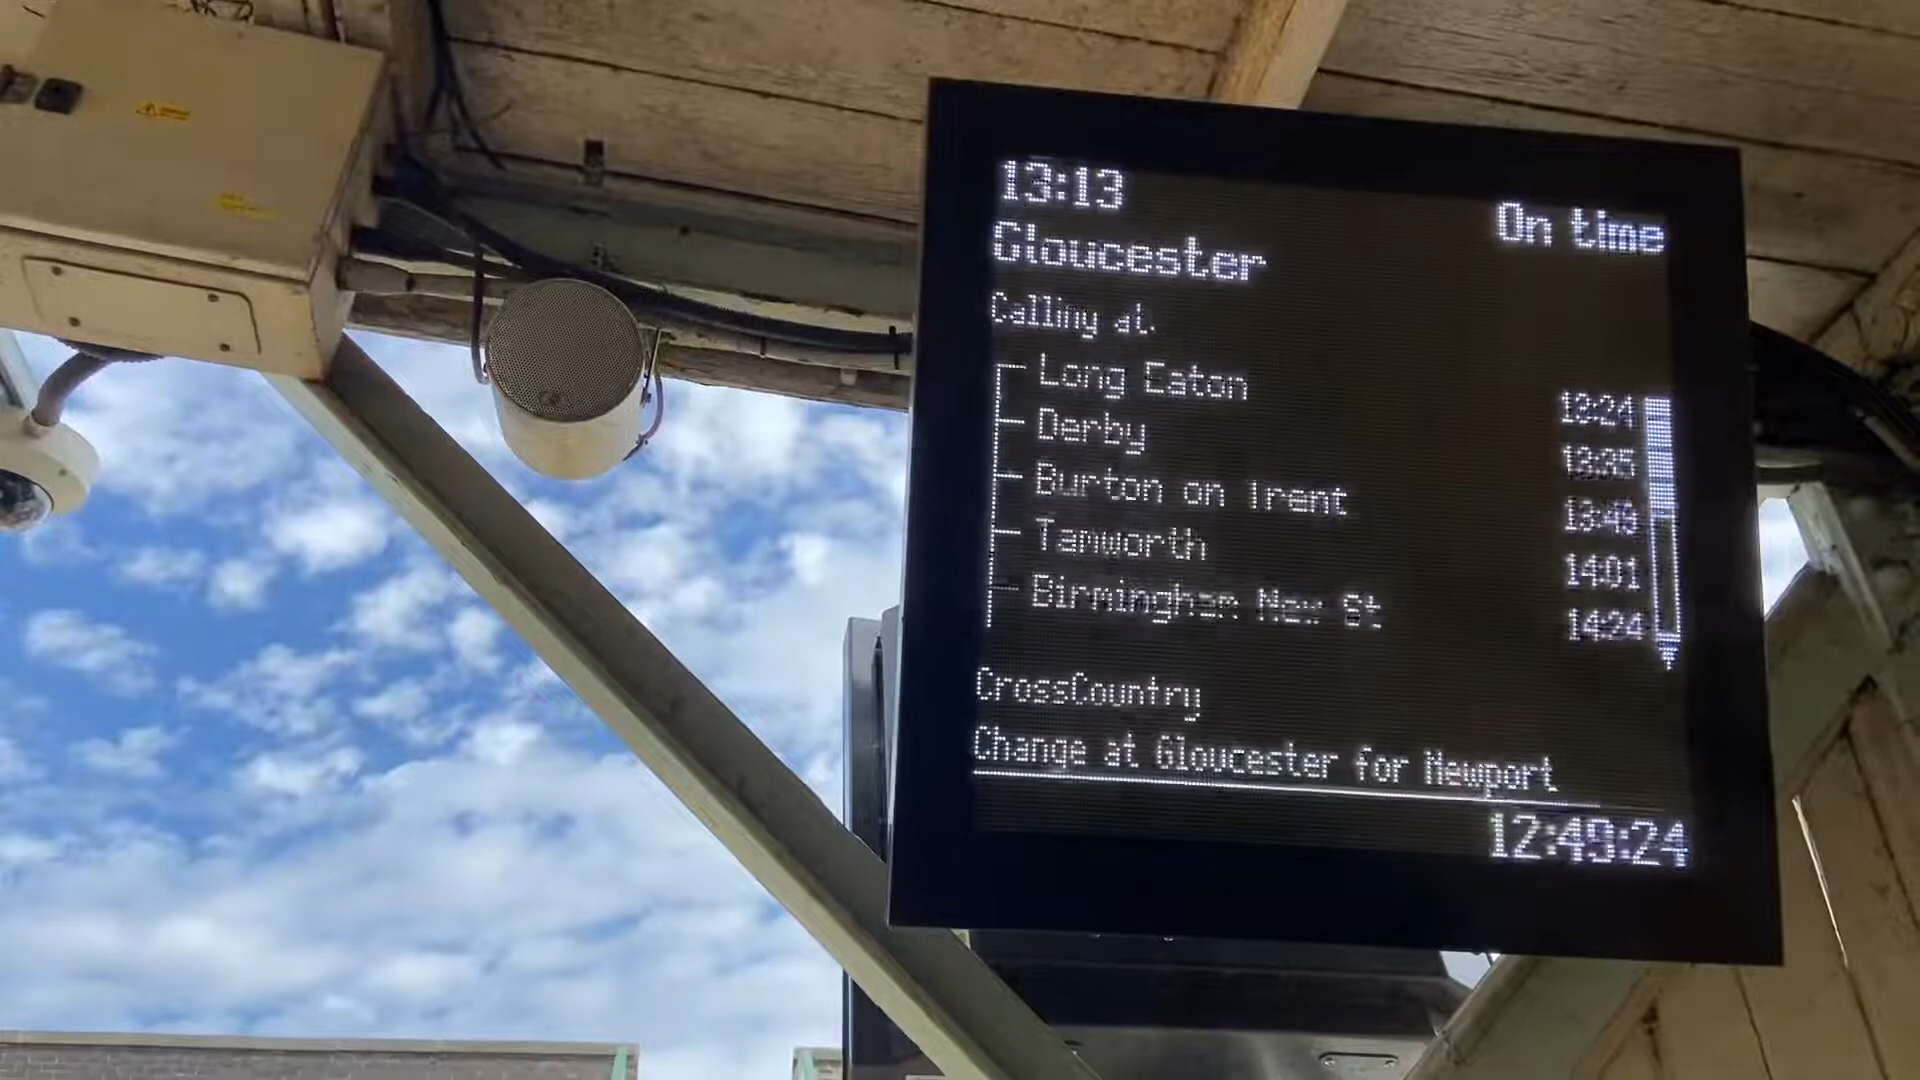 13:13
On time
Gloucester
Calling at
Long Eaton 13:24
Derby 13:35
Burton on Trent 13:48
Tamworth 14:01
Birmingham New St 14:24
CrossCountry
Change at Gloucester for Newport
12:49:24